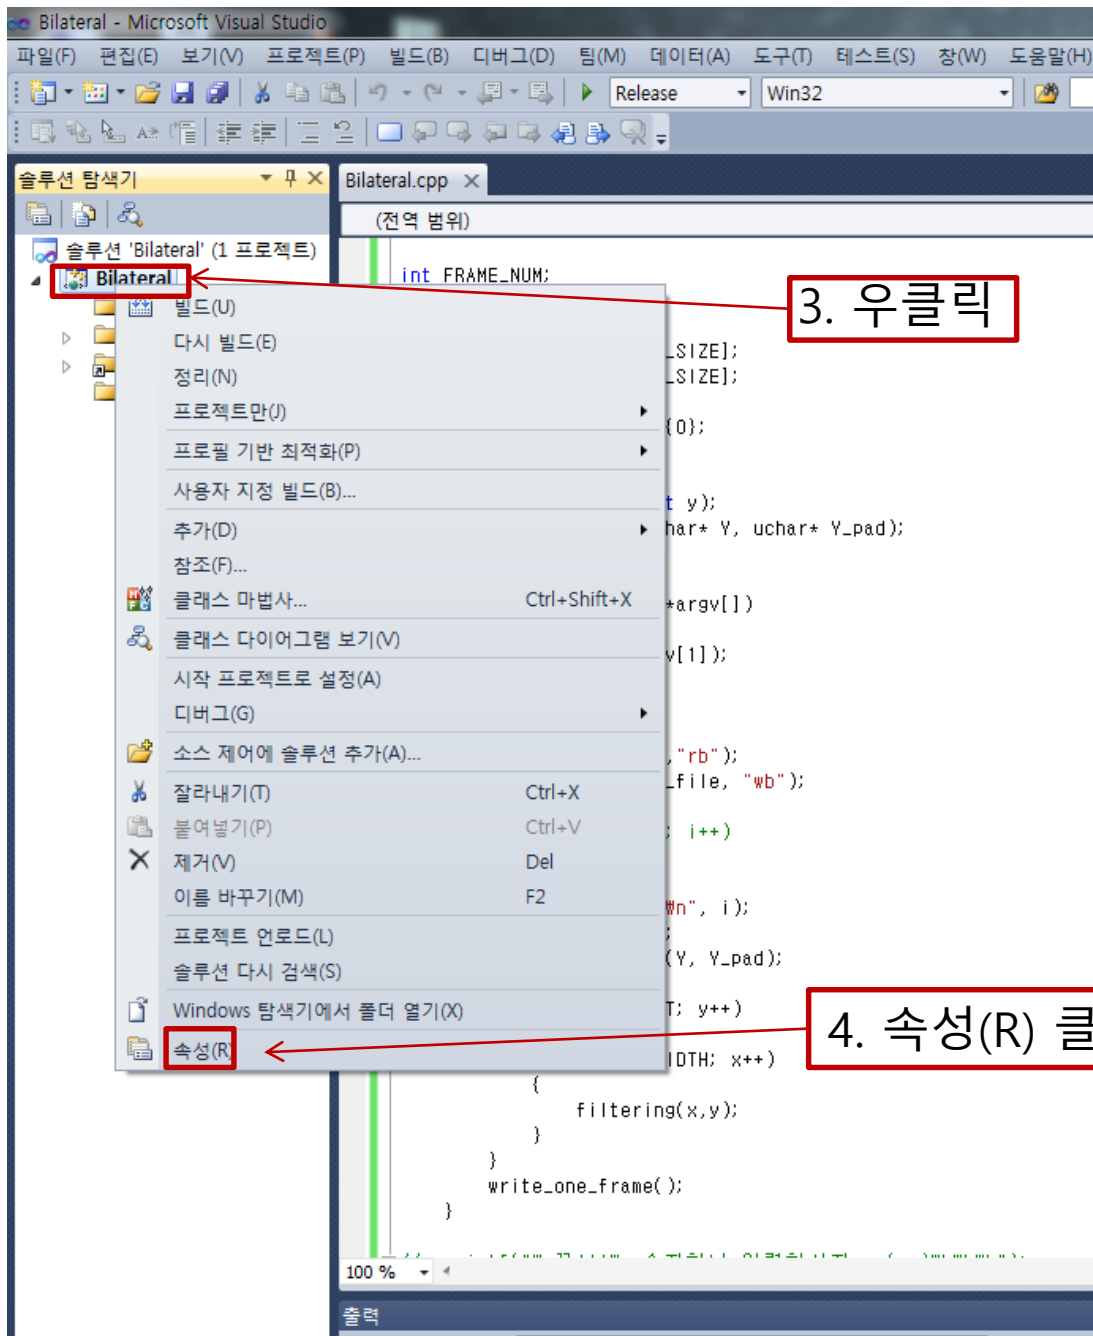 Bilateral - Microsoft Visual Studio
파일(F) 편집(E) 보기(V) 프로젝트(P) 빌드(B) 디버그(D) 팀(M) 데이터(A) 도구(T) 테스트(S) 창(W) 도움말(H)
Release Win32
솔루션 탐색기
Bilateral.cpp
(전역 범위)
솔루션 'Bilateral' (1 프로젝트)
Bilateral
int FRAME_NUM;
3. 우클릭
빌드(U)
다시 빌드(E)
_SIZE];
정리(N)
_SIZE];
프로젝트만(J)
{0};
프로필 기반 최적화(P)
사용자 지정 빌드(B)...
t y);
추가(D)
har* Y, uchar* Y_pad);
참조(F)...
클래스 마법사... Ctrl+Shift+X
*argv[])
클래스 다이어그램 보기(V)
v[1]);
시작 프로젝트로 설정(A)
디버그(G)
소스 제어에 솔루션 추가(A)...
,"rb");
_file, "wb");
잘라내기(T) Ctrl+X
붙여넣기(P) Ctrl+V
; i++)
제거(V) Del
이름 바꾸기(M) F2
₩n", i);
프로젝트 언로드(L)
;
(Y, Y_pad);
솔루션 다시 검색(S)
Windows 탐색기에서 폴더 열기(X)
T; y++)
4. 속성(R) 클
속성(R)
IDTH; x++)
{
filtering(x,y);
}
}
write_one_frame();
}
100 %
출력